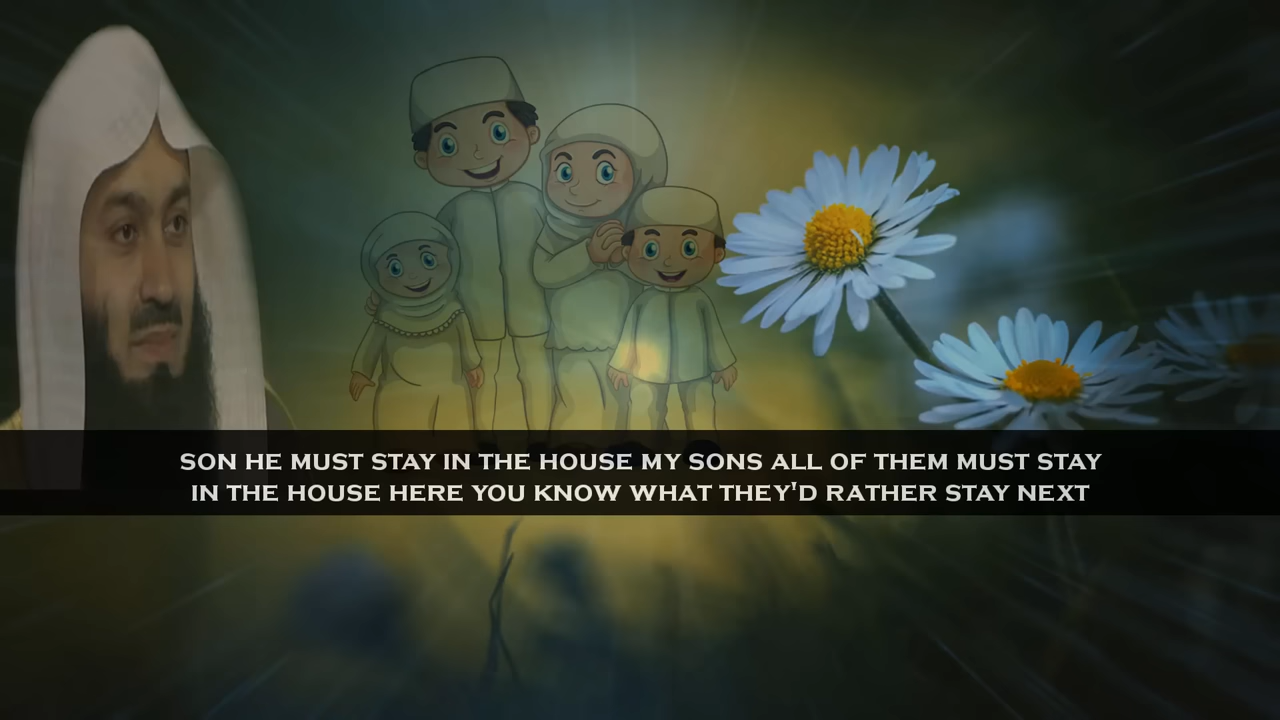 SON HE MUST STAY IN THE HOUSE MY SONS ALL OF THEM MUST STAY
IN THE HOUSE HERE YOU KNOW WHAT THEY'D RATHER STAY NEXT